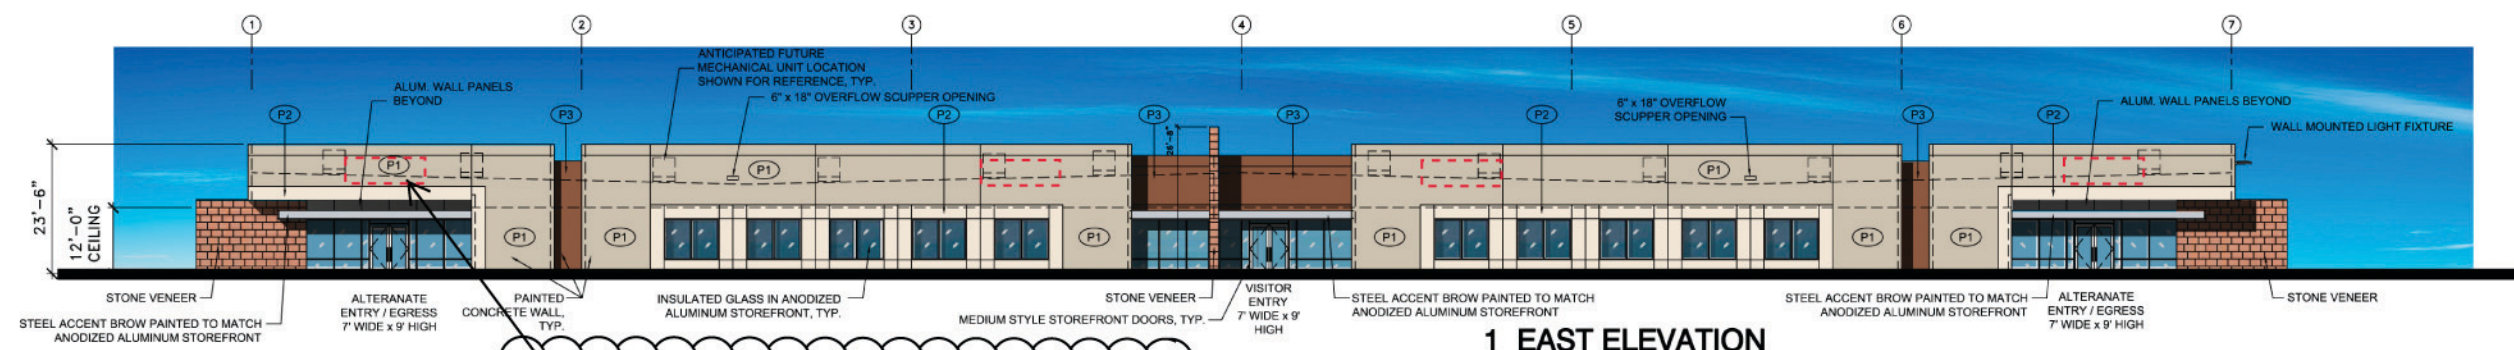 1
2
3
4
5
6
7
ANTICIPATED FUTURE
MECHANICAL UNIT LOCATION
SHOWN FOR REFERENCE, TYP.
ALUM. WALL PANELS
BEYOND
6" x 18" OVERFLOW SCUPPER OPENING
6" x 18" OVERFLOW
SCUPPER OPENING
ALUM. WALL PANELS BEYOND
WALL MOUNTED LIGHT FIXTURE
P2
P3
P2
P3
P3
P2
P3
P2
26'-8"
P1
P1
P1
23'-6"
12'-0"
CEILING
P1
P1
P1
P1
P1
P1
STONE VENEER
STEEL ACCENT BROW PAINTED TO MATCH
ANODIZED ALUMINUM STOREFRONT
ALTERANATE
ENTRY / EGRESS
7' WIDE x 9' HIGH
PAINTED
CONCRETE WALL,
TYP.
INSULATED GLASS IN ANODIZED
ALUMINUM STOREFRONT, TYP.
STONE VENEER
MEDIUM STYLE STOREFRONT DOORS, TYP.
VISITOR
ENTRY
7' WIDE x 9'
HIGH
STEEL ACCENT BROW PAINTED TO MATCH
ANODIZED ALUMINUM STOREFRONT
STEEL ACCENT BROW PAINTED TO MATCH
ANODIZED ALUMINUM STOREFRONT
ALTERANATE
ENTRY / EGRESS
7' WIDE x 9' HIGH
STONE VENEER
1 EAST ELEVATION